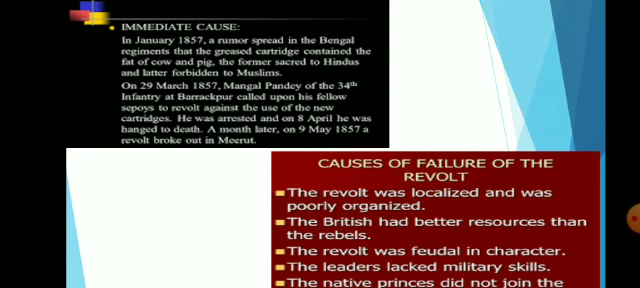 IMMEDIATE CAUSE:
In January 1857, a rumor spread in the Bengal
regiments that the greased cartridge contained the
fat of cow and pig, the former sacred to Hindus
and latter forbidden to Muslims.
On 29 March 1857, Mangal Pandey of the 34th
Infantry at Barrackpur called upon his fellow
sepoys to revolt against the use of the new
cartridges. He was arrested and on 8 April he was
hanged to death. A month later, on 9 May 1857 a
revolt broke out in Meerut.
CAUSES OF FAILURE OF THE
REVOLT
The revolt was localized and was
poorly organized.
The British had better resources than
the rebels.
The revolt was feudal in character.
The leaders lacked military skills.
The native princes did not join the